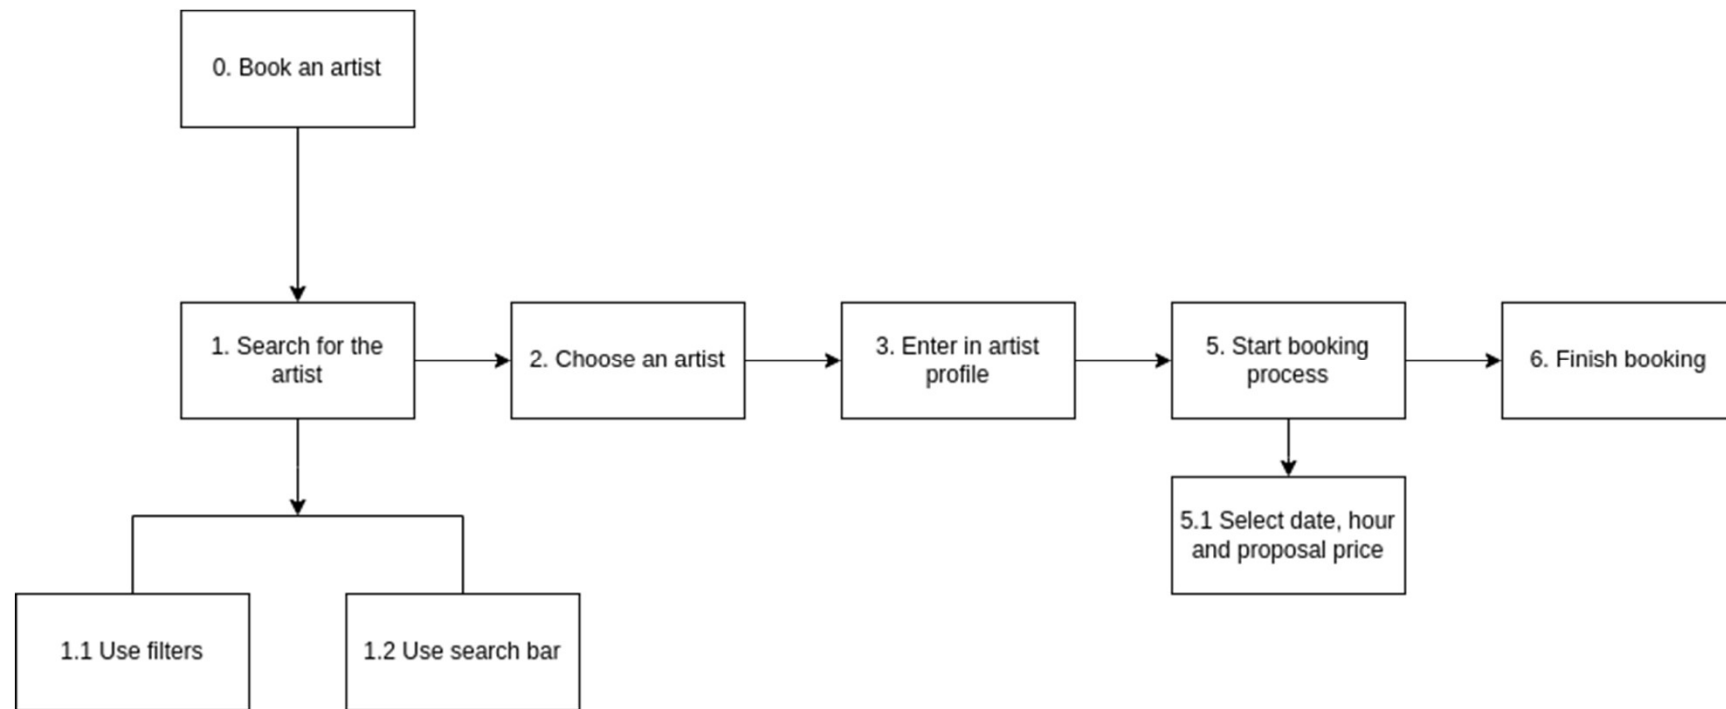 0. Book an artist
1. Search for the
artist
2. Choose an artist
3. Enter in artist
profile
5. Start booking
process
6. Finish booking
5.1 Select date, hour
and proposal price
1.1 Use filters
1.2 Use search bar